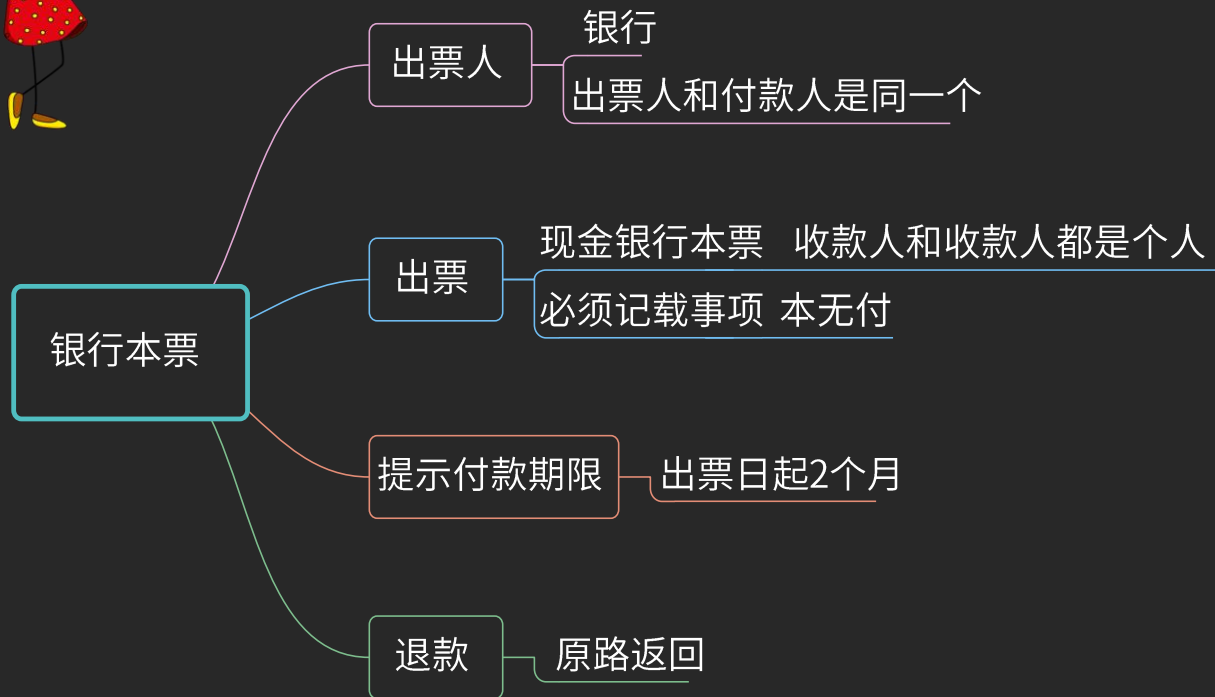 银行本票
出票人
银行
出票人和付款人是同一个
出票
现金银行本票 收款人和收款人都是个人
必须记载事项 本无付
提示付款期限
出票日起2个月
退款
原路返回